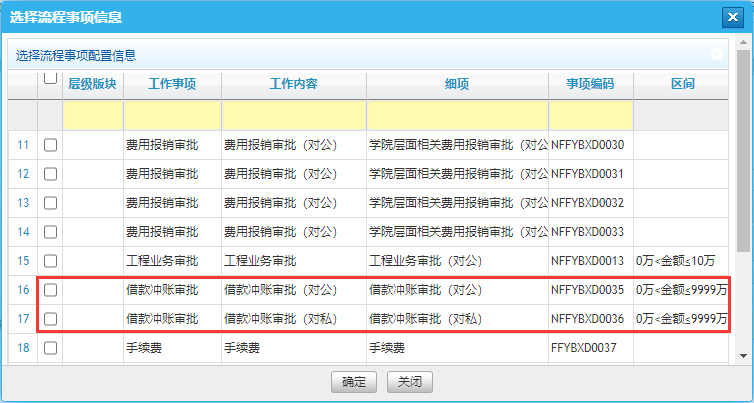 选择流程事项信息
选择流程事项配置信息
层级版块 工作事项 工作内容 细项 事项编码 区间
11 费用报销审批 费用报销审批（对公） 学院层面相关费用报销审批（对公 NFFYBXD0030
12 费用报销审批 费用报销审批（对公） 学院层面相关费用报销审批（对公 NFFYBXD0031
13 费用报销审批 费用报销审批（对公） 学院层面相关费用报销审批（对公 NFFYBXD0032
14 费用报销审批 费用报销审批（对公） 学院层面相关费用报销审批（对公 NFFYBXD0033
15 工程业务审批 工程业务审批 工程业务审批（对公） NFFYBXD0013 0万<金额≤10万
16 借款冲账审批 借款冲账审批（对公） 借款冲账审批（对公） NFFYBXD0035 0万<金额≤9999万
17 借款冲账审批 借款冲账审批（对私） 借款冲账审批（对私） NFFYBXD0036 0万<金额≤9999万
18 手续费 手续费 手续费 FFYBXD0037
确定 关闭